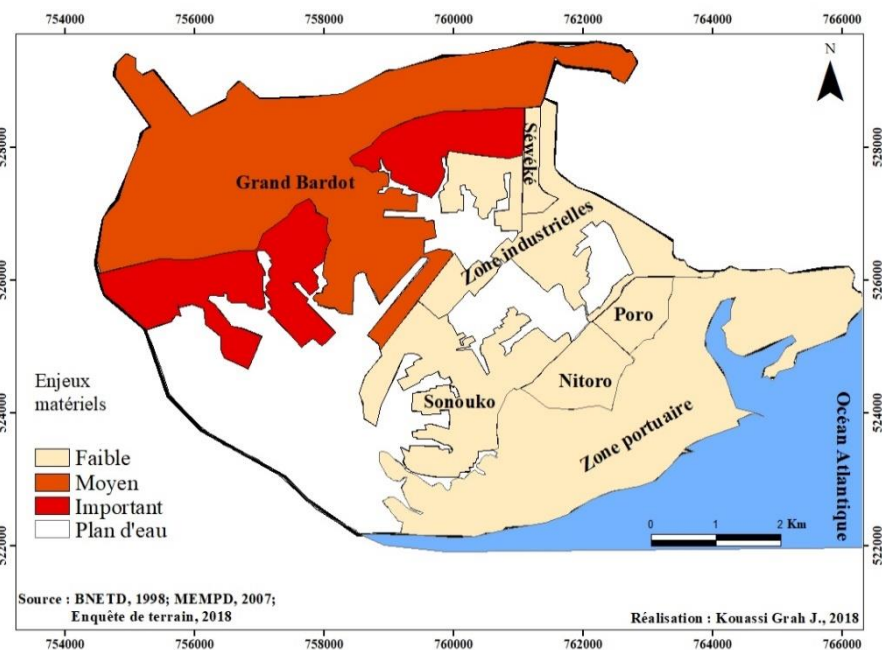 754000 756000 758000 760000 762000 764000 766000
N
528000 528000
Séwéké
Grand Bardot
Zone industrielles
526000 526000
Poro
Enjeux
matériels
Nitoro
Sonouko
524000 524000
Zone portuaire
Océan Atlantique
Faible
Moyen
Important
Plan d'eau
0 1 2 Km
522000 522000
Source : BNETD, 1998; MEMPD, 2007;
Enquête de terrain, 2018
Réalisation : Kouassi Grah J., 2018
754000 756000 758000 760000 762000 764000 766000